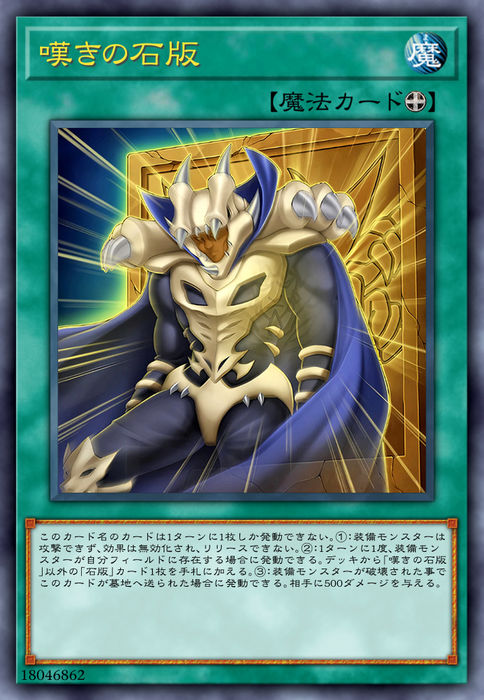 嘆きの石版
魔
【魔法カード】
このカード名のカードは1ターンに1枚しか発動できない。①:装備モンスターは
攻撃できず、効果は無効化され、リリースできない。②:1ターンに1度、装備モン
スターが自分フィールドに存在する場合に発動できる。デッキから「嘆きの石版
」以外の「石版」カード1枚を手札に加える。③:装備モンスターが破壊された事で
このカードが墓地へ送られた場合に発動できる。相手に500ダメージを与える。
18046862